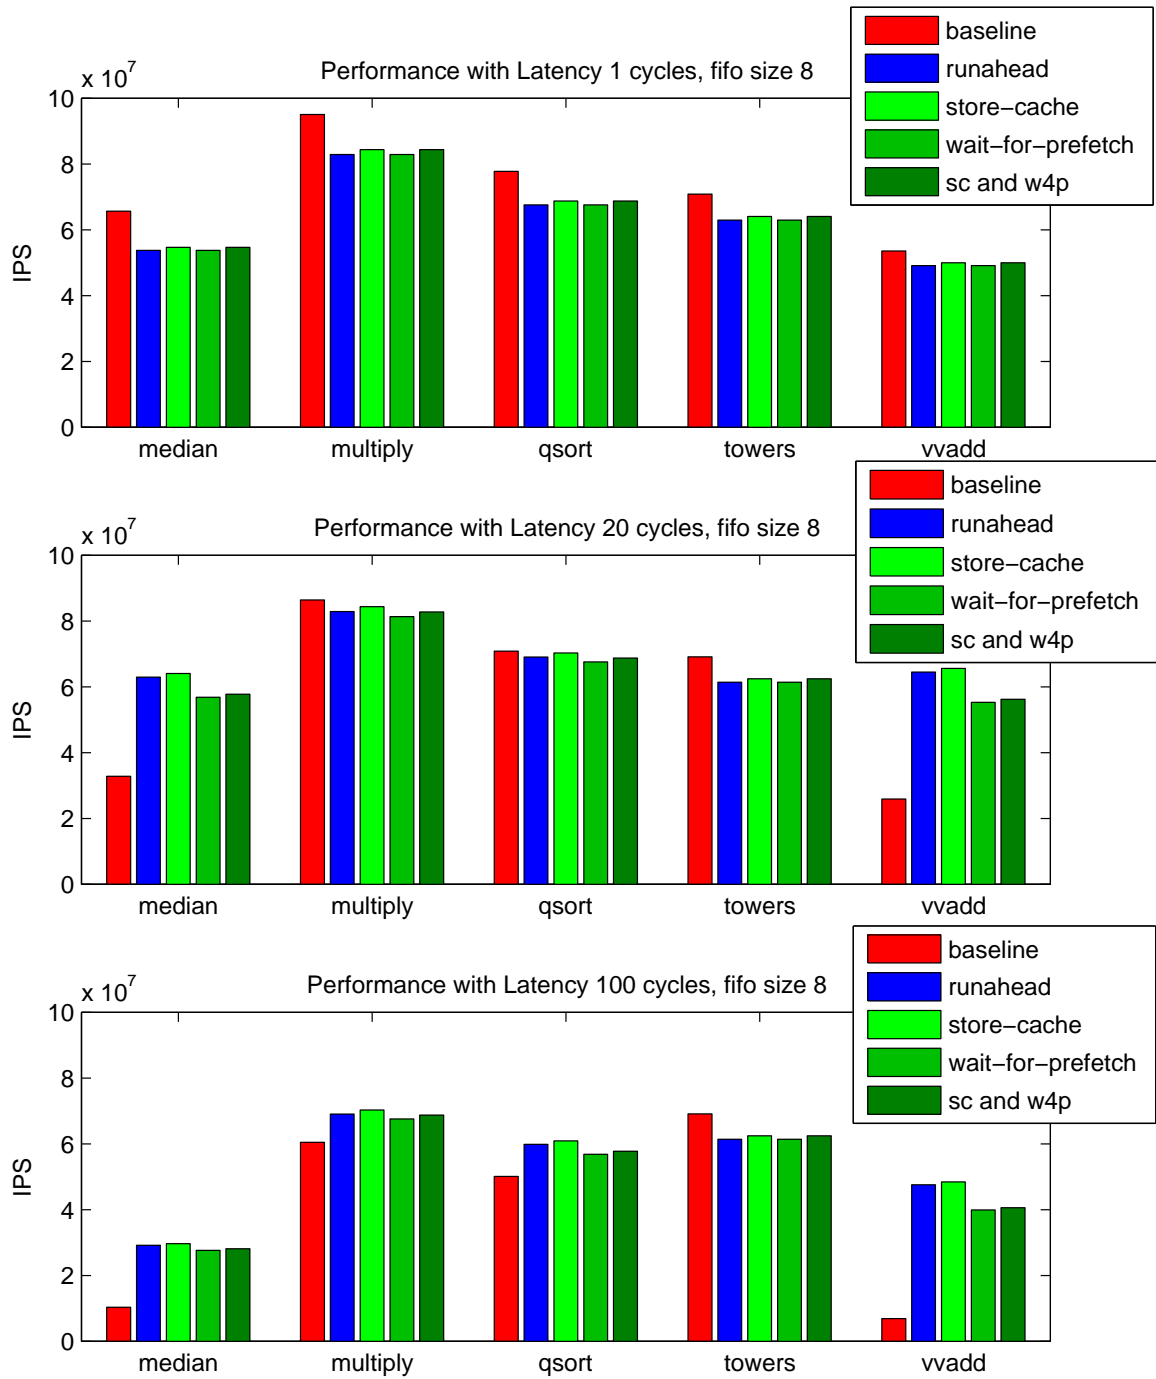 baseline
runahead
store−cache
wait−for−prefetch
sc and w4p
x 10^7
Performance with Latency 1 cycles, fifo size 8
10
8
6
4
2
0
IPS
median multiply qsort towers vvadd
baseline
runahead
store−cache
wait−for−prefetch
sc and w4p
x 10^7
Performance with Latency 20 cycles, fifo size 8
10
8
6
4
2
0
IPS
median multiply qsort towers vvadd
baseline
runahead
store−cache
wait−for−prefetch
sc and w4p
x 10^7
Performance with Latency 100 cycles, fifo size 8
10
8
6
4
2
0
IPS
median multiply qsort towers vvadd